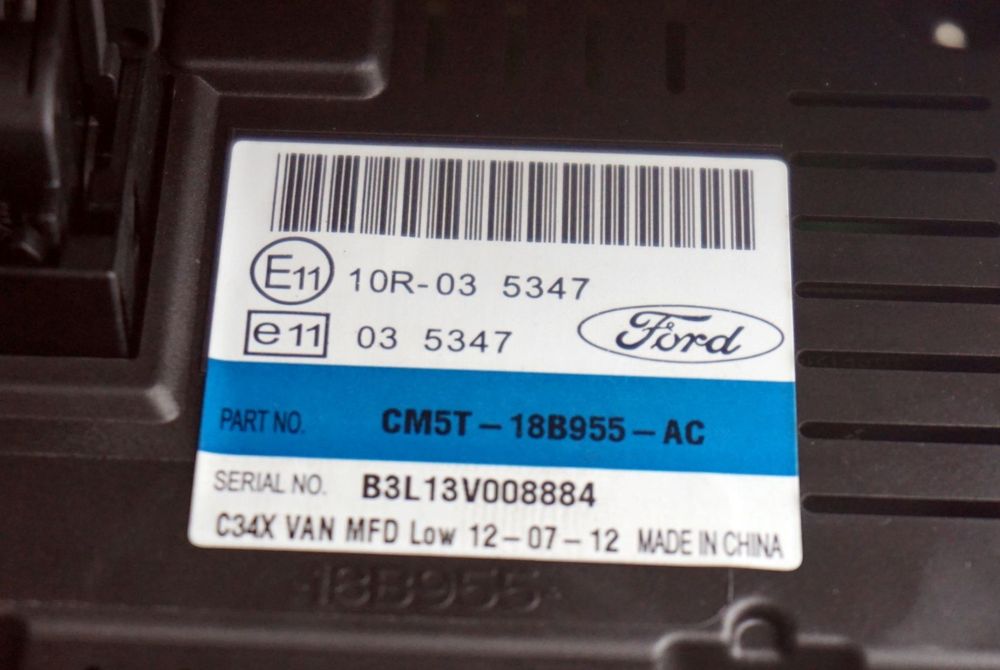 E11 10R-03 5347
e11 03 5347
Ford
PART NO. CM5T-18B955-AC
SERIAL NO. B3L13V008884
C34X VAN MFD Low 12-07-12 MADE IN CHINA
18B955